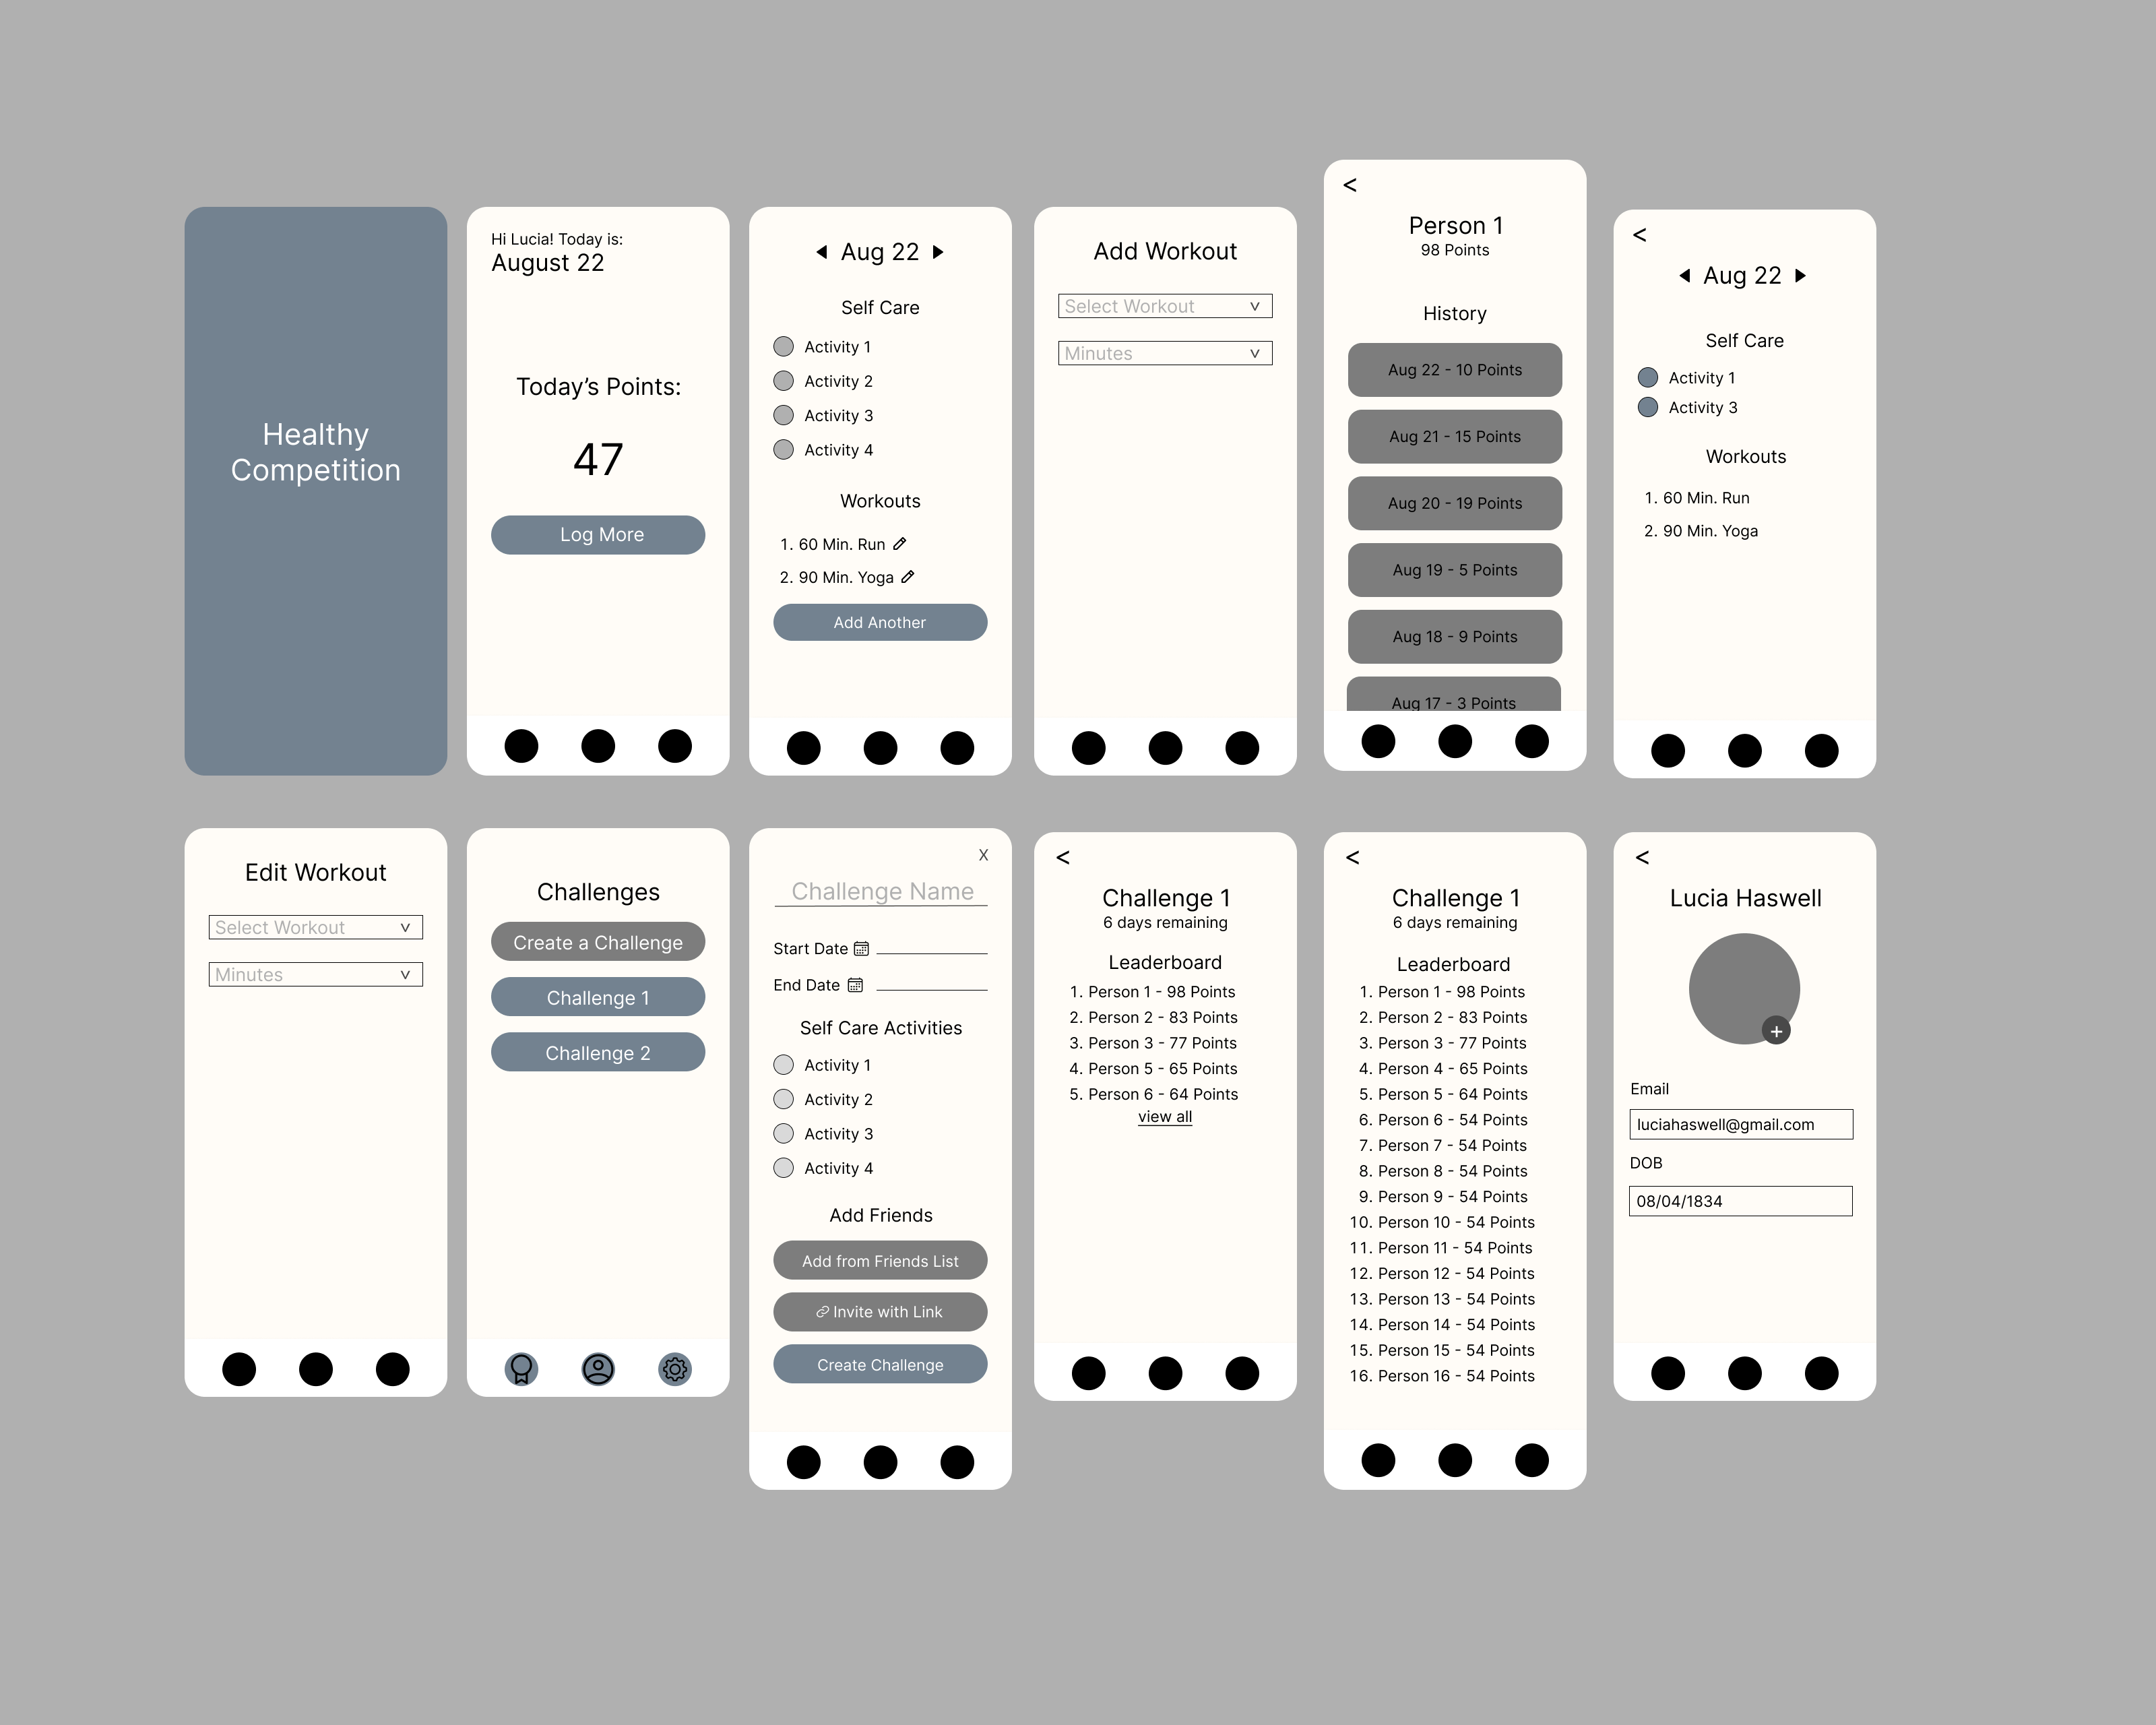 Healthy
Competition
Hi Lucia! Today is:
August 22
Today’s Points:
47
Log More
Aug 22
Self Care
Activity 1
Activity 2
Activity 3
Activity 4
Workouts
1. 60 Min. Run
2. 90 Min. Yoga
Add Another
Add Workout
Select Workout
Minutes
<
Person 1
98 Points
History
Aug 22 - 10 Points
Aug 21 - 15 Points
Aug 20 - 19 Points
Aug 19 - 5 Points
Aug 18 - 9 Points
Aug 17 - 3 Points
<
Aug 22
Self Care
Activity 1
Activity 3
Workouts
1. 60 Min. Run
2. 90 Min. Yoga
Edit Workout
Select Workout
Minutes
Challenges
Create a Challenge
Challenge 1
Challenge 2
X
Challenge Name
Start Date
End Date
Self Care Activities
Activity 1
Activity 2
Activity 3
Activity 4
Add Friends
Add from Friends List
Invite with Link
Create Challenge
<
Challenge 1
6 days remaining
Leaderboard
1. Person 1 - 98 Points
2. Person 2 - 83 Points
3. Person 3 - 77 Points
4. Person 5 - 65 Points
5. Person 6 - 64 Points
view all
<
Challenge 1
6 days remaining
Leaderboard
1. Person 1 - 98 Points
2. Person 2 - 83 Points
3. Person 3 - 77 Points
4. Person 4 - 65 Points
5. Person 5 - 64 Points
6. Person 6 - 54 Points
7. Person 7 - 54 Points
8. Person 8 - 54 Points
9. Person 9 - 54 Points
10. Person 10 - 54 Points
11. Person 11 - 54 Points
12. Person 12 - 54 Points
13. Person 13 - 54 Points
14. Person 14 - 54 Points
15. Person 15 - 54 Points
16. Person 16 - 54 Points
<
Lucia Haswell
+
Email
luciahaswell@gmail.com
DOB
08/04/1834